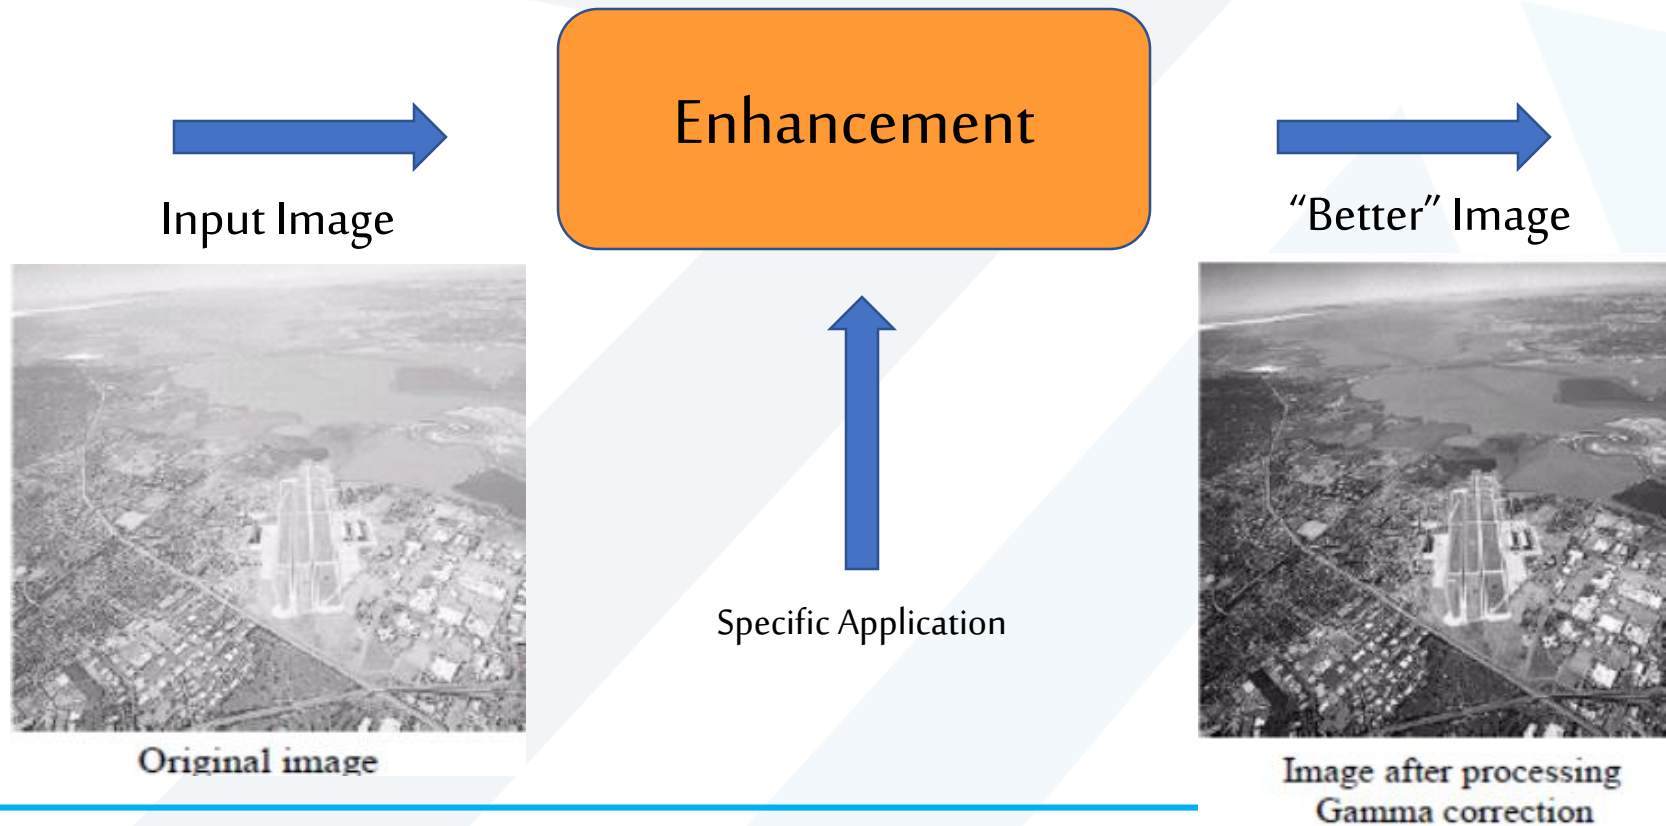 Enhancement
Input Image
“Better” Image
Specific Application
Original image
Image after processing
Gamma correction